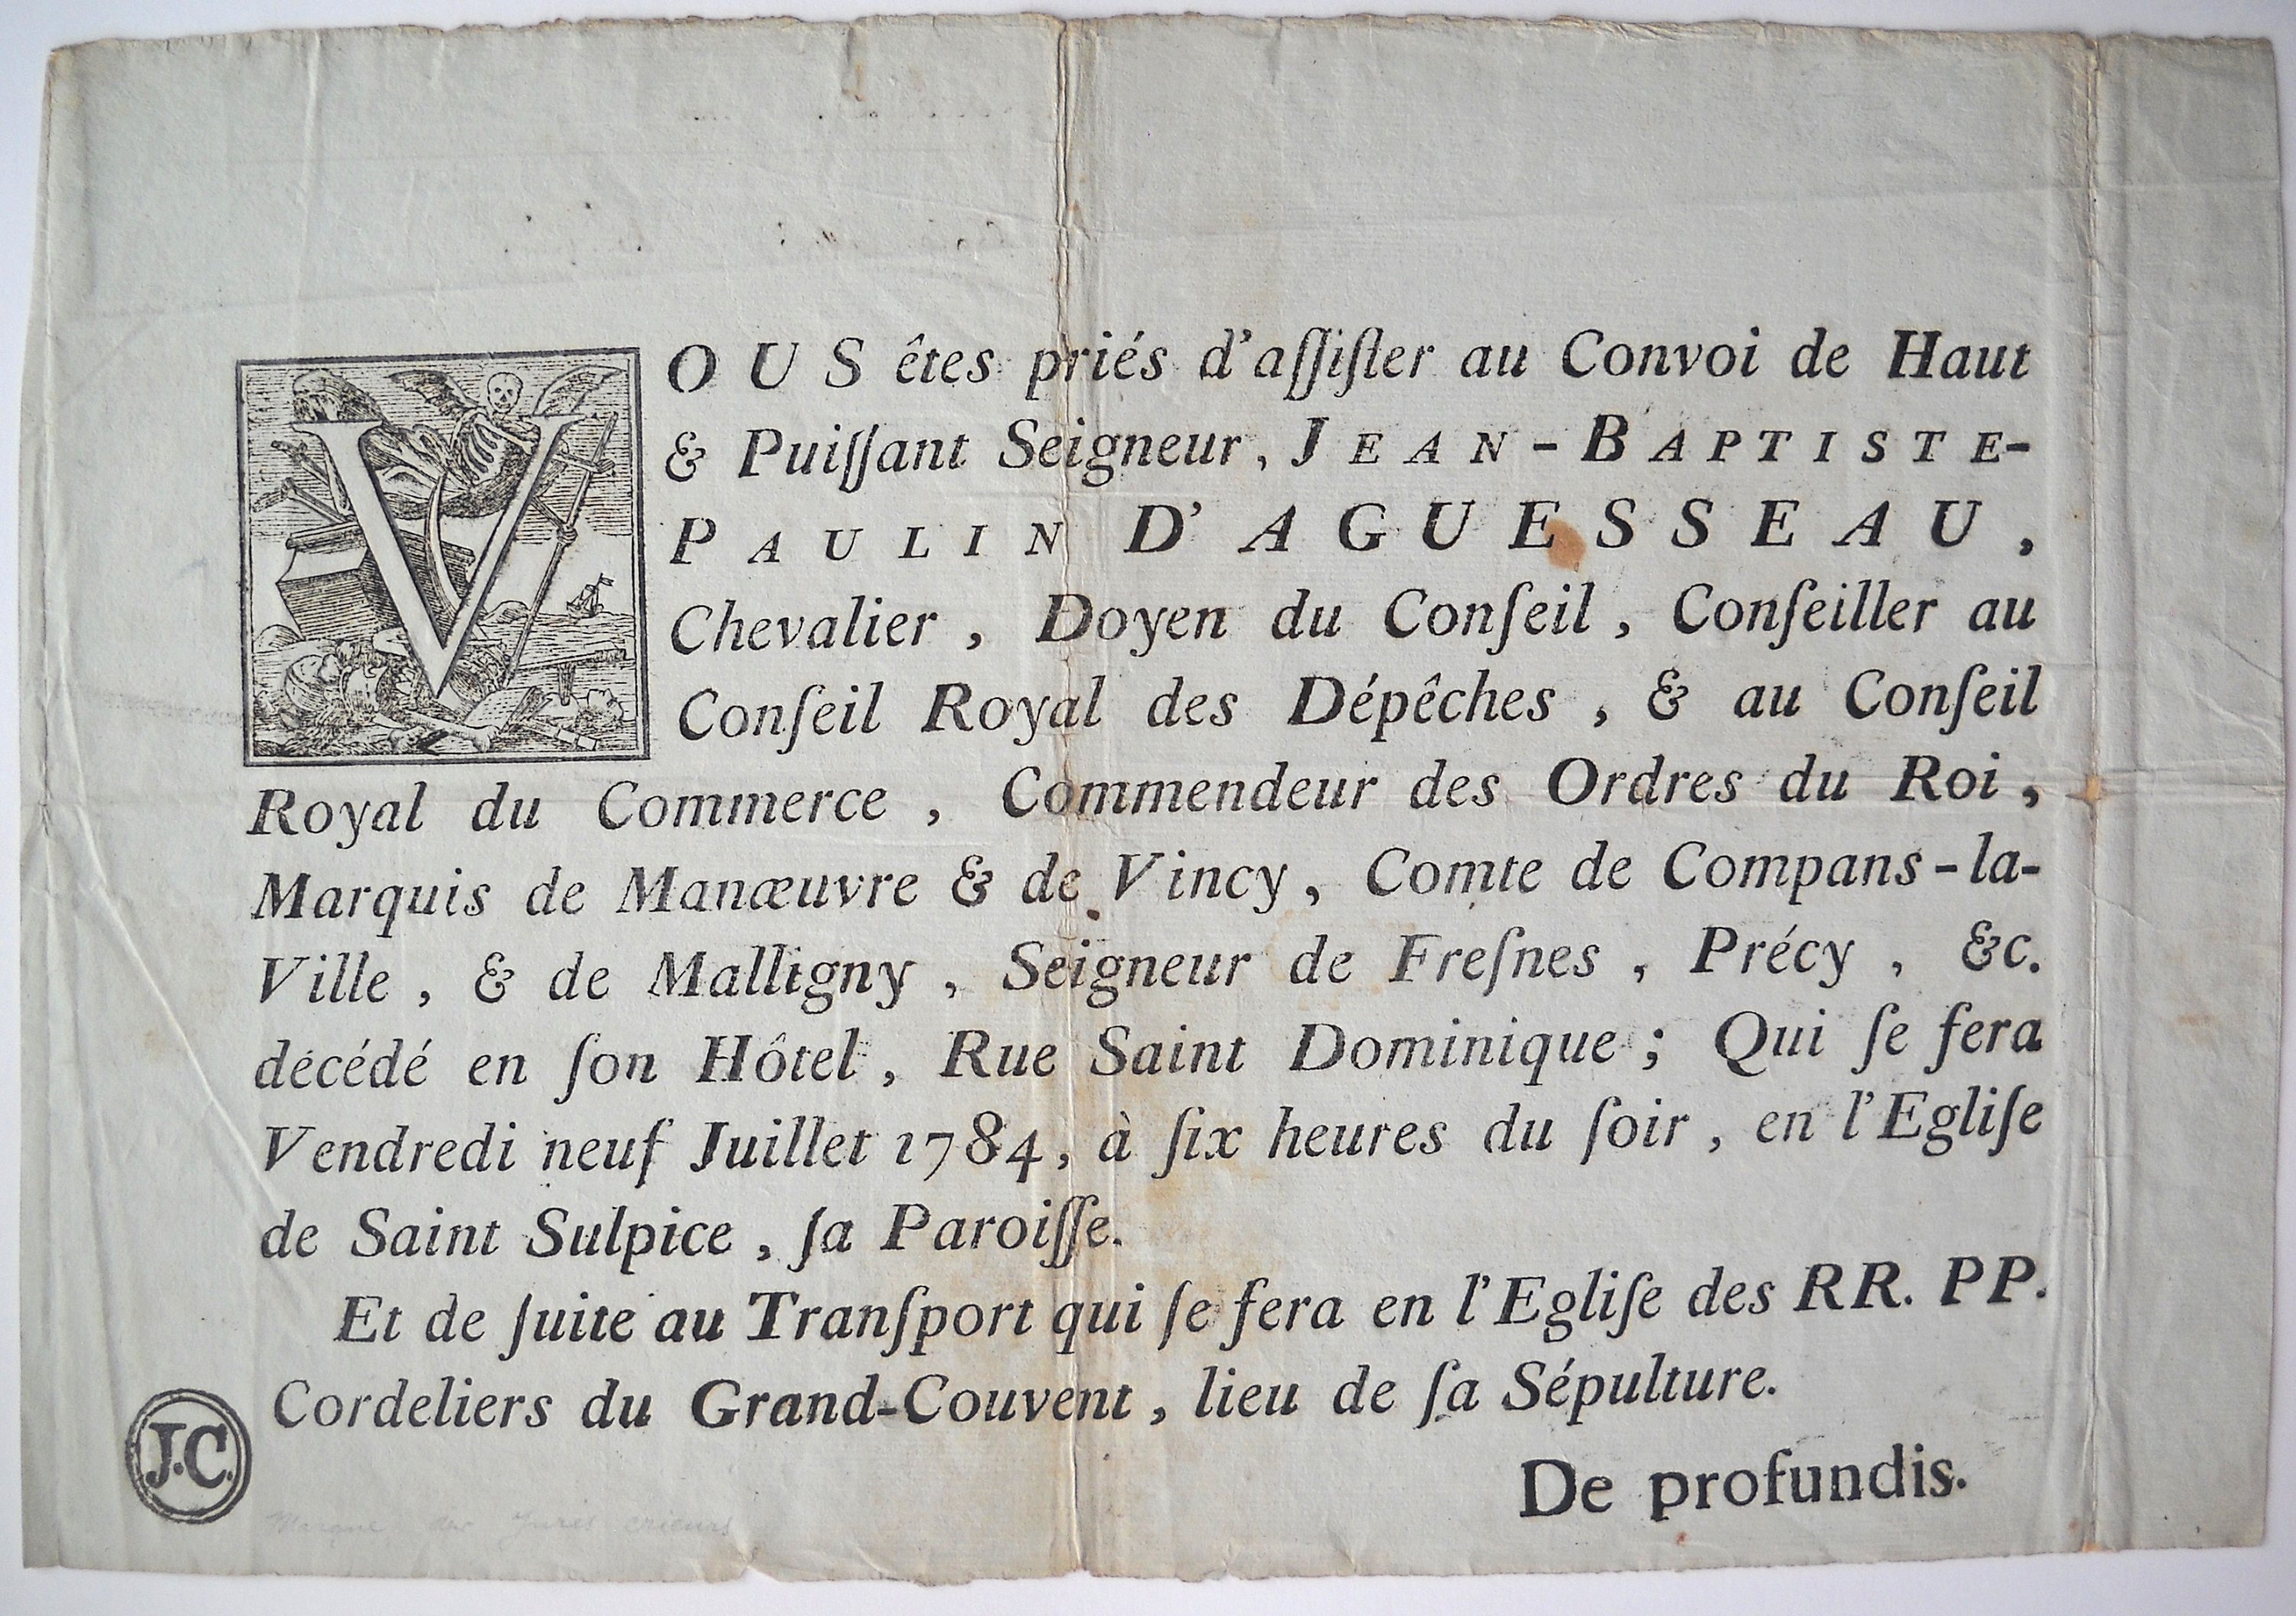 VOUS êtes priés d'aſſiſter au Convoi de Haut
& Puiſſant Seigneur, JEAN-BAPTISTE-
PAULIN D'AGUESSEAU,
Chevalier, Doyen du Conſeil, Conſeiller au
Conſeil Royal des Dépêches, & au Conſeil
Royal du Commerce, Commendeur des Ordres du Roi,
Marquis de Manœuvre & de Vincy, Comte de Compans-la-
Ville, & de Malligny, Seigneur de Freſnes, Précy, &c.
décédé en ſon Hôtel, Rue Saint Dominique; Qui ſe fera
Vendredi neuf Juillet 1784, à ſix heures du ſoir, en l'Egliſe
de Saint Sulpice, ſa Paroiſſe.
Et de ſuite au Tranſport qui ſe fera en l'Egliſe des RR. PP.
Cordeliers du Grand-Couvent, lieu de ſa Sépulture.
J.C.
De profundis.
Marque des Jurés crieurs